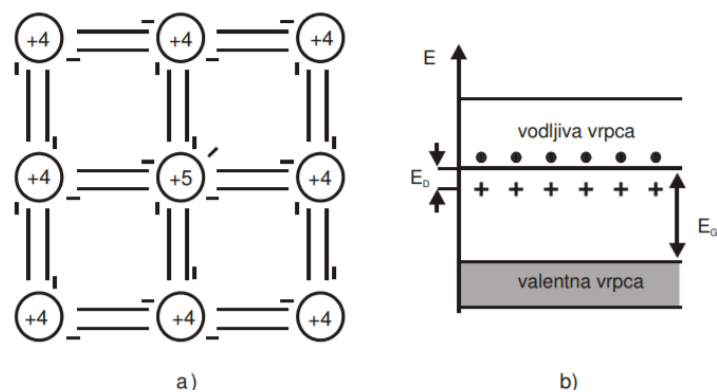 +4 +4 +4
+4 +5 +4
+4 +4 +4
a)
E
vodljiva vrpca
E_D
E_G
valentna vrpca
b)